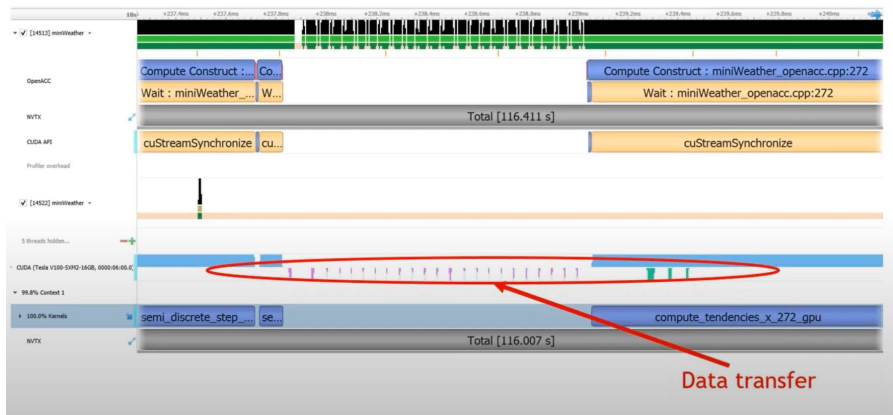 18s
+237.4ms +237.6ms +237.8ms +239.2ms +238.4ms +238.6ms +238.8ms +239ms +239.2ms +239.4ms +239.6ms +239.8ms +240ms
[14513] miniWeather
OpenACC
Compute Construct :... Co... Compute Construct : miniWeather_openacc.cpp:272
Wait : miniWeather_... W... Wait : miniWeather_openacc.cpp:272
NVTX Total [116.411 s]
CUDA API cuStreamSynchronize cu... cuStreamSynchronize
Profiler overhead
[14522] miniWeather
5 threads hidden...
CUDA (Tesla V100-SXM2-16GB, 0000:06:00.0)
99.8% Context 1
100.0% Kernels semi_discrete_step_... se... compute_tendencies_x_272_gpu
NVTX Total [116.007 s]
Data transfer